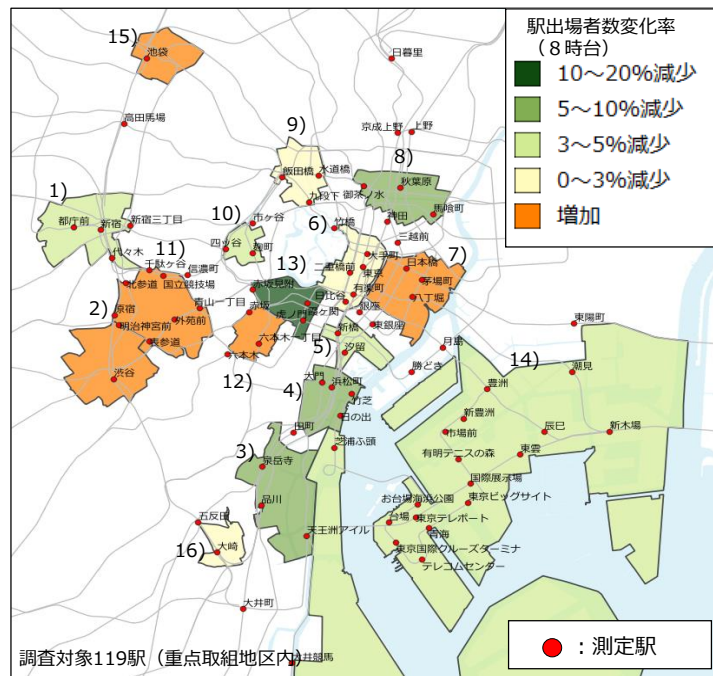 駅出場者数変化率
（８時台）
10～20%減少
5～10%減少
3～5%減少
0～3%減少
増加
15)
池袋
日暮里
高田馬場
京成上野
上野
9)
8)
飯田橋
水道橋
秋葉原
御茶ノ水
九段下
馬喰町
1)
都庁前
新宿
新宿三丁目
代々木
10)
市ヶ谷
四ッ谷
麹町
6)
竹橋
神田
三越前
大手町
7)
日本橋
茅場町
八丁堀
二重橋前
東京
有楽町
日比谷
銀座
東銀座
11)
千駄ヶ谷
信濃町
北参道
国立競技場
13)
赤坂見附
霞ヶ関
虎ノ門
2)
原宿
明治神宮前
青山一丁目
外苑前
表参道
渋谷
赤坂
六本木一丁目
六本木
12)
5)
新橋
汐留
4)
大門
浜松町
竹芝
日の出
田町
芝浦ふ頭
月島
勝どき
東陽町
14)
潮見
豊洲
新豊洲
市場前
辰巳
新木場
東雲
有明テニスの森
国際展示場
東京ビッグサイト
お台場海浜公園
台場
東京テレポート
青海
東京国際クルーズターミナ
テレコムセンター
3)
泉岳寺
品川
天王洲アイル
五反田
16)
大崎
大井町
大井競馬
調査対象119駅（重点取組地区内）
：測定駅